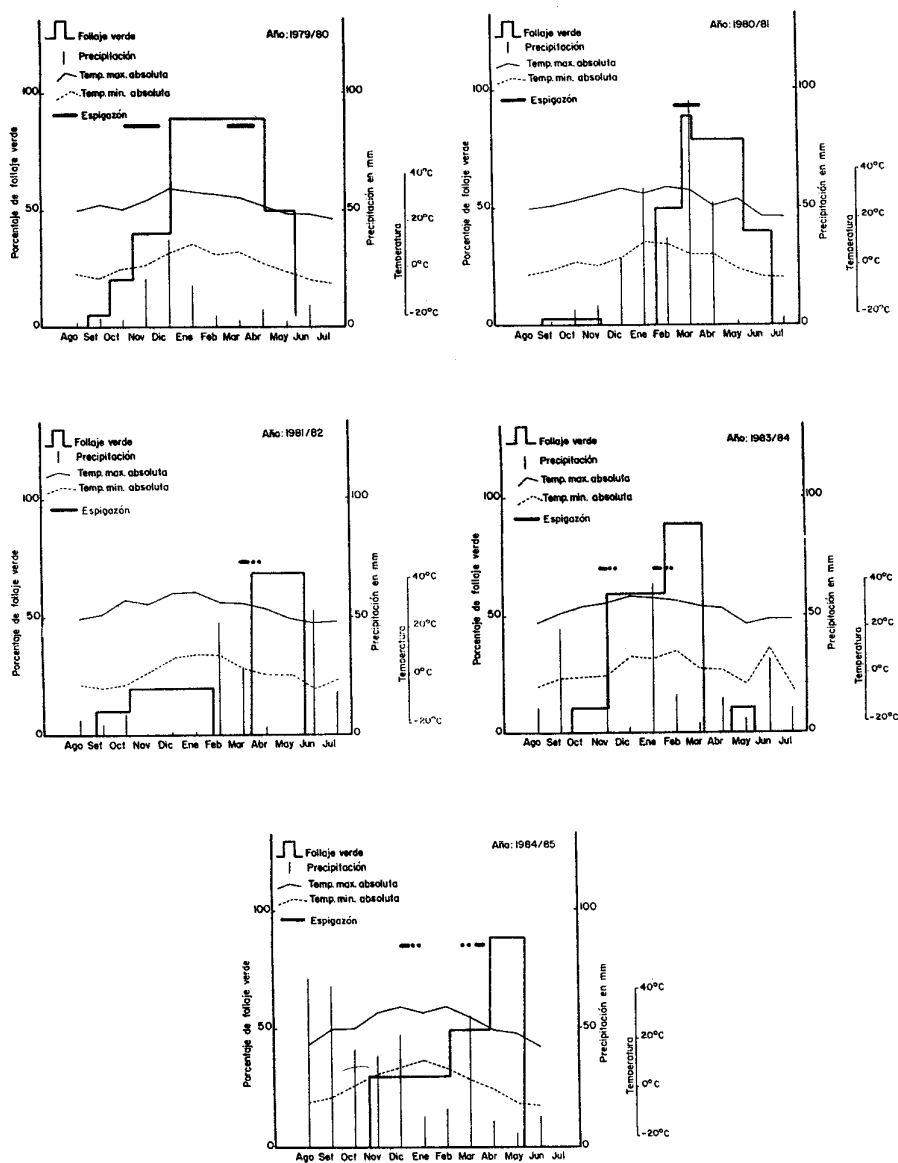 Año: 1979/80
Follaje verde
Precipitación
Temp. max. absoluta
Temp. min. absoluta
Espigazón
100
50
0
Porcentaje de follaje verde
100
50
0
Precipitación en mm
40°C
20°C
0°C
-20°C
Temperatura
Ago Set Oct Nov Dic Ene Feb Mar Abr May Jun Jul
Año: 1980/81
Follaje verde
Precipitación
Temp. max. absoluta
Temp. min. absoluta
Espigazón
100
50
0
Porcentaje de follaje verde
100
50
0
Precipitación en mm
40°C
20°C
0°C
-20°C
Temperatura
Ago Set Oct Nov Dic Ene Feb Mar Abr May Jun Jul
Año: 1981/82
Follaje verde
Precipitación
Temp. max. absoluta
Temp. min. absoluta
Espigazón
100
50
0
Porcentaje de follaje verde
100
50
0
Precipitación en mm
40°C
20°C
0°C
-20°C
Temperatura
Ago Set Oct Nov Dic Ene Feb Mar Abr May Jun Jul
Año: 1983/84
Follaje verde
Precipitación
Temp. max. absoluta
Temp. min. absoluta
Espigazón
100
50
0
Porcentaje de follaje verde
100
50
0
Precipitación en mm
40°C
20°C
0°C
-20°C
Temperatura
Ago Set Oct Nov Dic Ene Feb Mar Abr May Jun Jul
Año: 1984/85
Follaje verde
Precipitación
Temp. max. absoluta
Temp. min. absoluta
Espigazón
100
50
0
Porcentaje de follaje verde
100
50
0
Precipitación en mm
40°C
20°C
0°C
-20°C
Temperatura
Ago Set Oct Nov Dic Ene Feb Mar Abr May Jun Jul